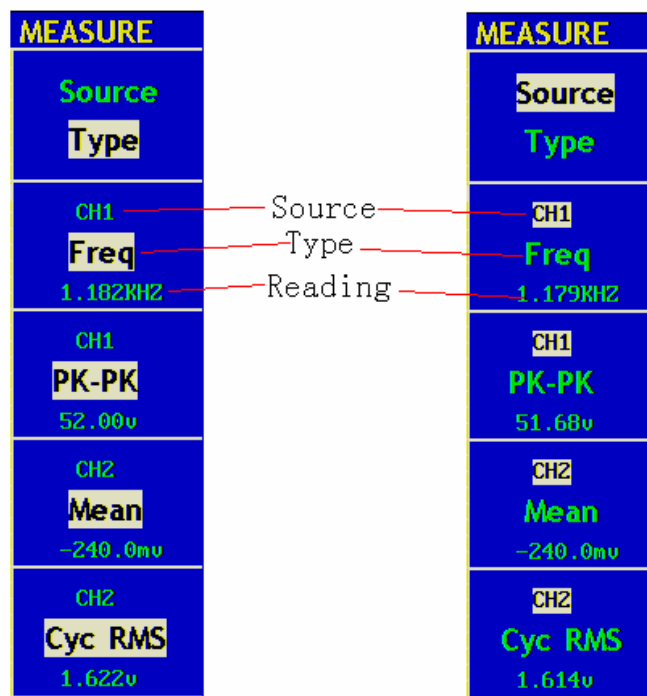 MEASURE
Source
Type
CH1
Freq
1.182KHZ
CH1
PK-PK
52.00v
CH2
Mean
-240.0mv
CH2
Cyc RMS
1.622v
Source
Type
Reading
MEASURE
Source
Type
CH1
Freq
1.179KHZ
CH1
PK-PK
51.68v
CH2
Mean
-240.0mv
CH2
Cyc RMS
1.614v